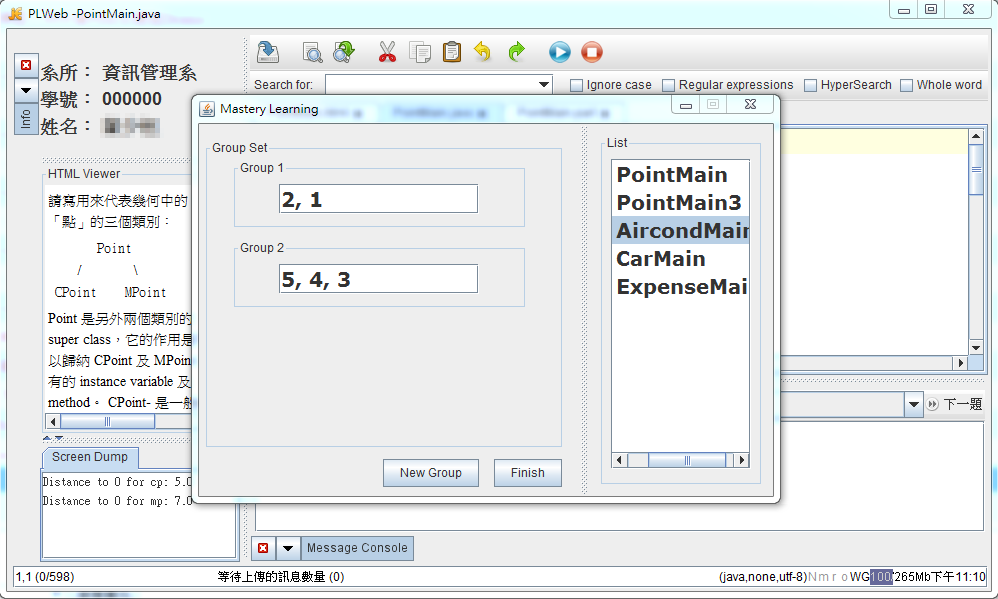 PLWeb -PointMain.java
系所： 資訊管理系
學號： 000000
姓名：
Info
Search for:
Ignore case
Regular expressions
HyperSearch
Whole word
HTML Viewer
請寫用來代表幾何中的
「點」的三個類別：
Point
/ \
CPoint MPoint
Point 是另外兩個類別的
super class，它的作用是
以歸納 CPoint 及 MPoin
有的 instance variable 及
method。 CPoint- 是一般
Screen Dump
Distance to O for cp: 5.0
Distance to O for mp: 7.0
Mastery Learning
Group Set
Group 1
2, 1
Group 2
5, 4, 3
New Group
Finish
List
PointMain
PointMain3
AircondMain
CarMain
ExpenseMai
下一題
Message Console
1,1 (0/598)
等待上傳的訊息數量 (0)
(java,none,utf-8)N m r o WG 100/265Mb下午11:10